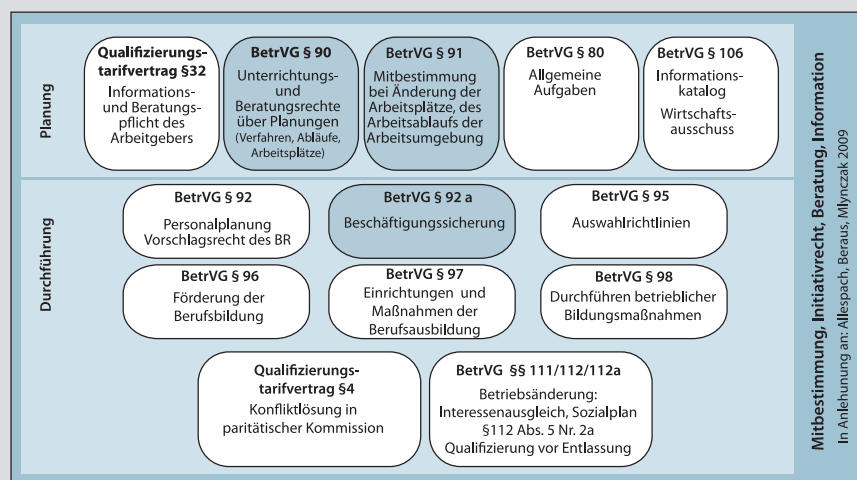 Planung
Qualifizierungs-
tarifvertrag §32
Informations-
und Beratungs-
pflicht des
Arbeitgebers
BetrVG § 90
Unterrichtungs-
und
Beratungsrechte
über Planungen
(Verfahren, Abläufe,
Arbeitsplätze)
BetrVG § 91
Mitbestimmung
bei Änderung der
Arbeitsplätze, des
Arbeitsablaufs der
Arbeitsumgebung
BetrVG § 80
Allgemeine
Aufgaben
BetrVG § 106
Informations-
katalog
Wirtschafts-
ausschuss
Durchführung
BetrVG § 92
Personalplanung
Vorschlagsrecht des BR
BetrVG § 92 a
Beschäftigungssicherung
BetrVG § 95
Auswahlrichtlinien
BetrVG § 96
Förderung der
Berufsbildung
BetrVG § 97
Einrichtungen und
Maßnahmen der
Berufsausbildung
BetrVG § 98
Durchführen betrieblicher
Bildungsmaßnahmen
Qualifizierungs-
tarifvertrag §4
Konfliktlösung in
paritätischer Kommission
BetrVG §§ 111/112/112a
Betriebsänderung:
Interessenausgleich, Sozialplan
§112 Abs. 5 Nr. 2a
Qualifizierung vor Entlassung
Mitbestimmung, Initiativrecht, Beratung, Information
In Anlehunung an: Allespach, Beraus, Mlynczak 2009